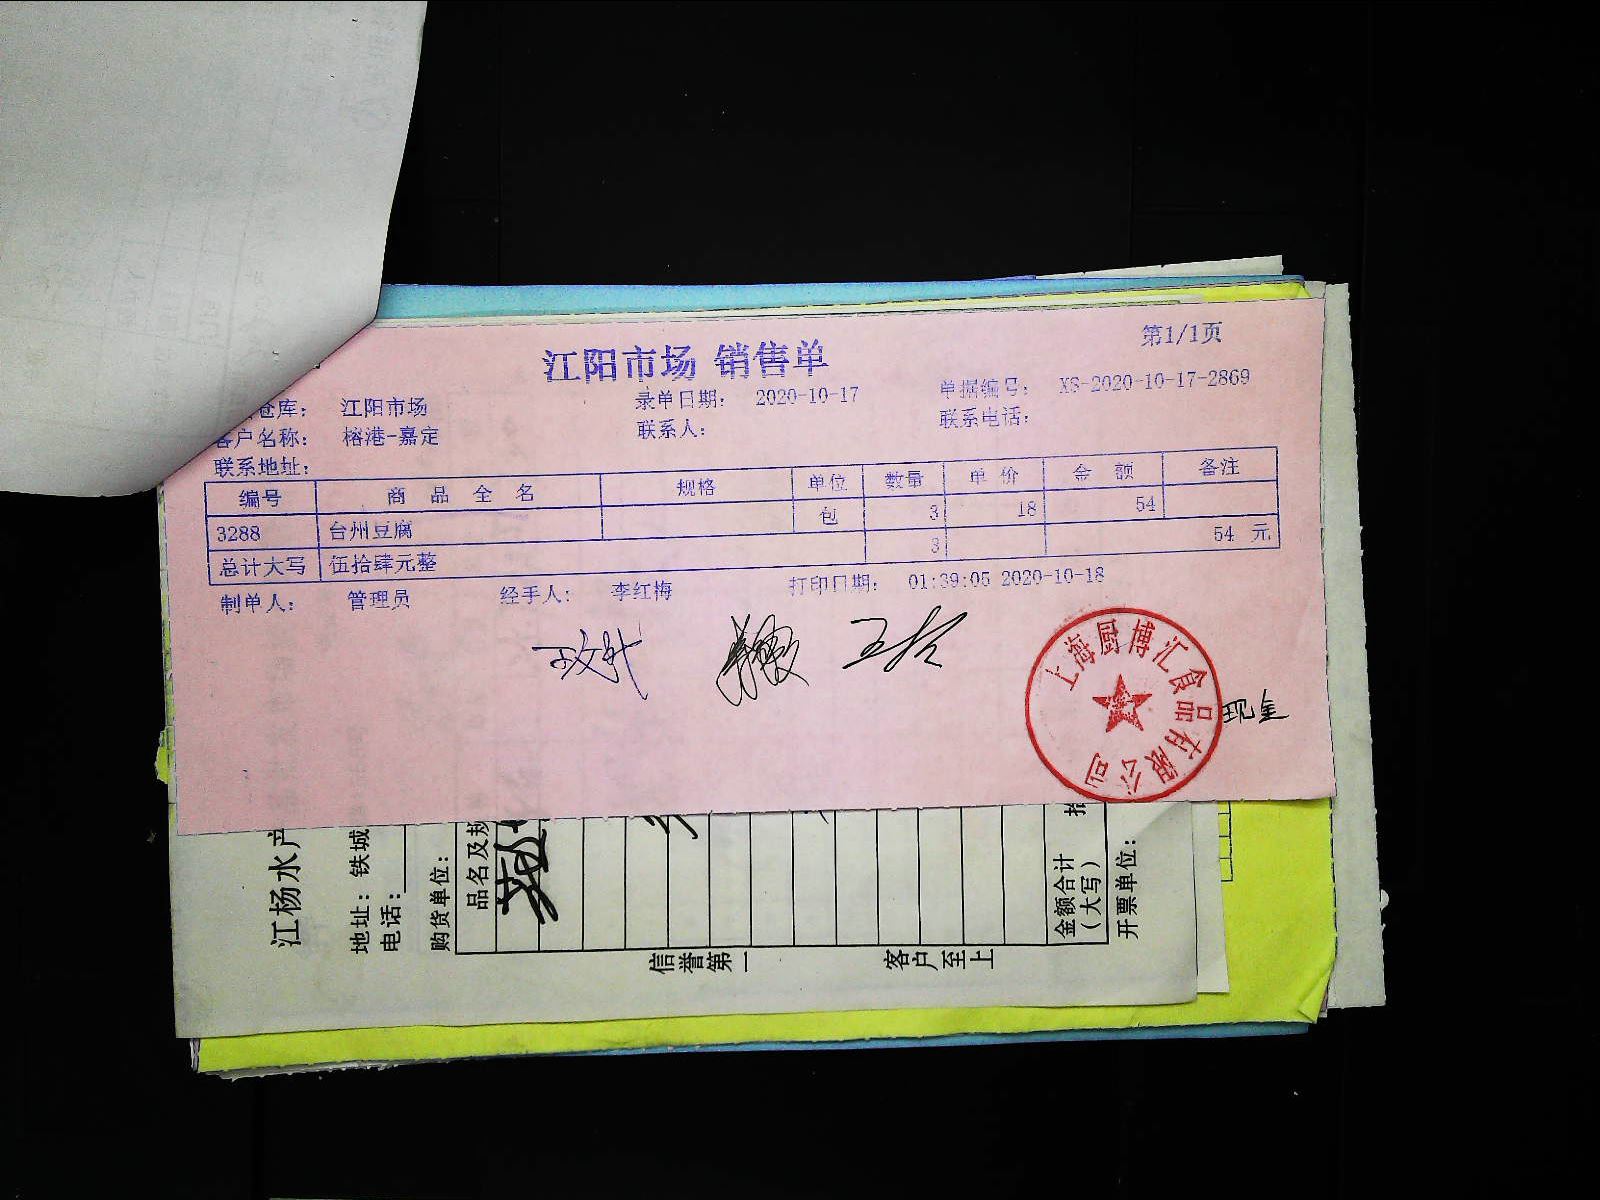 江阳市场 销售单
第1/1页
仓库： 江阳市场
录单日期： 2020-10-17
单据编号： XS-2020-10-17-2869
客户名称： 榕港-嘉定
联系人：
联系电话：
联系地址：
编号 商品全名 规格 单位 数量 单价 金额 备注
3288 台州豆腐 包 3 18 54
总计大写 伍拾肆元整 3 54 元
制单人： 管理员 经手人： 李红梅 打印日期： 01:39:05 2020-10-18
上海厨博汇食品有限公司
现金
江杨水产
地址：铁城
电话：
购货单位：
品名及规
金额合计
（大写）
拾
开票单位：
信誉第一
客户至上